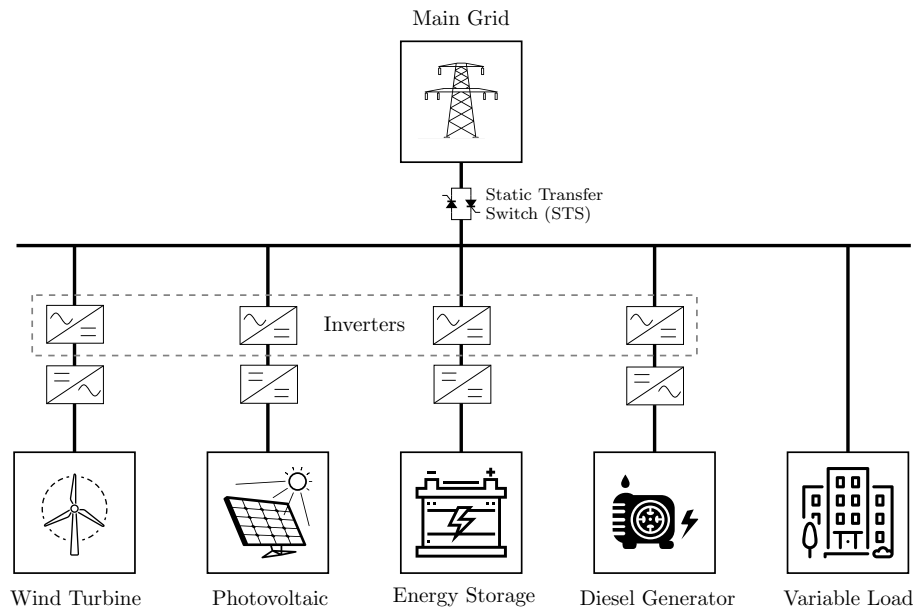 Main Grid
Static Transfer
Switch (STS)
Inverters
Wind Turbine
Photovoltaic
Energy Storage
Diesel Generator
Variable Load